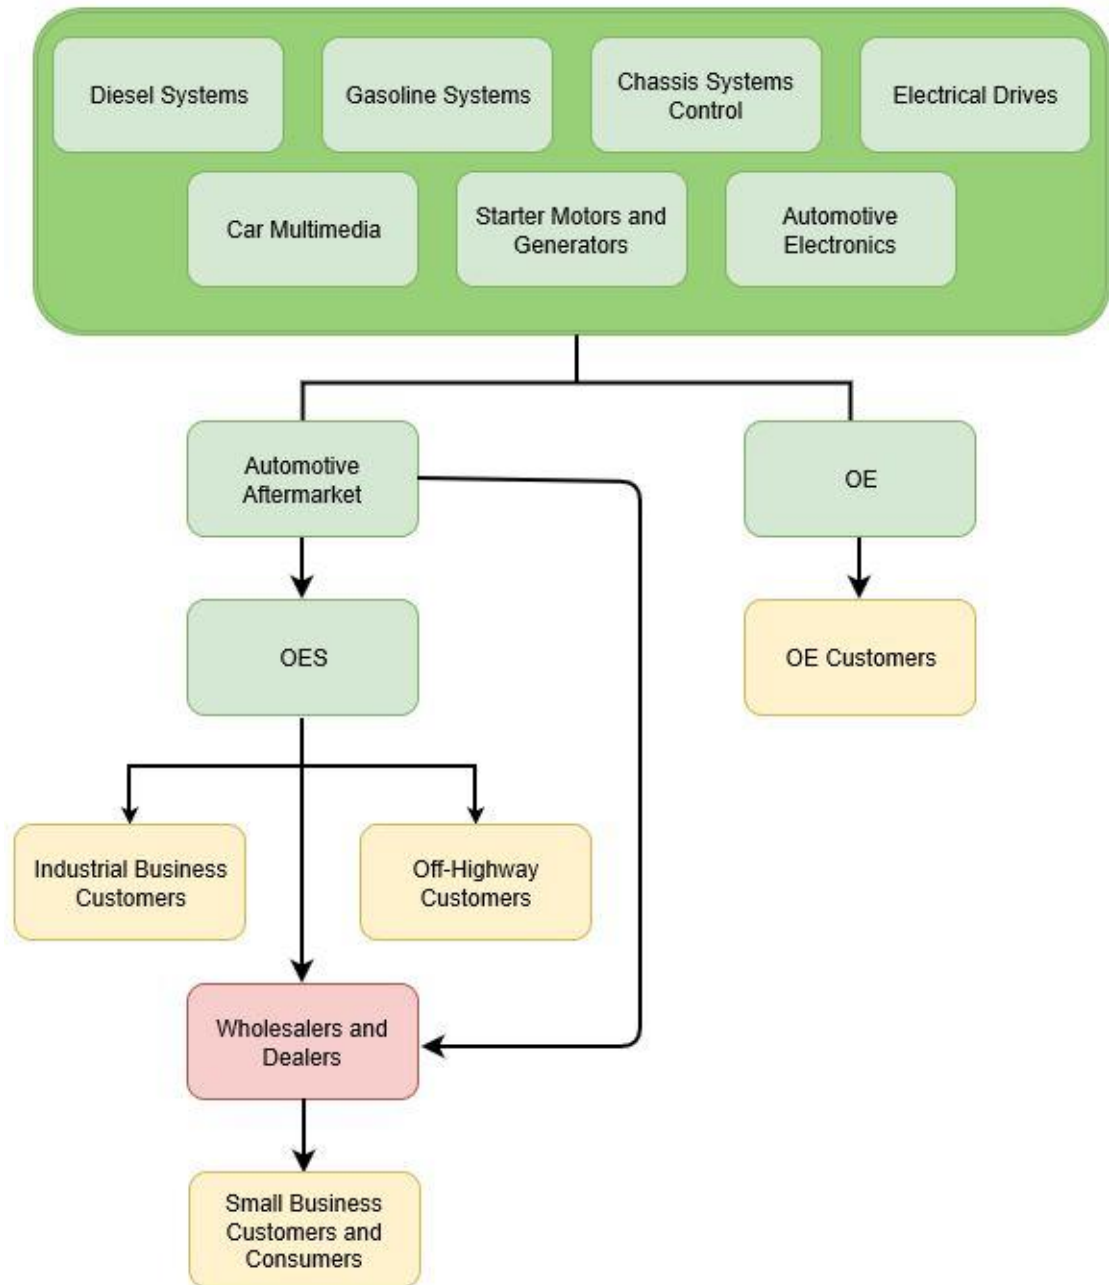 Diesel Systems
Gasoline Systems
Chassis Systems
Control
Electrical Drives
Car Multimedia
Starter Motors and
Generators
Automotive
Electronics
Automotive
Aftermarket
OE
OES
OE Customers
Industrial Business
Customers
Off-Highway
Customers
Wholesalers and
Dealers
Small Business
Customers and
Consumers